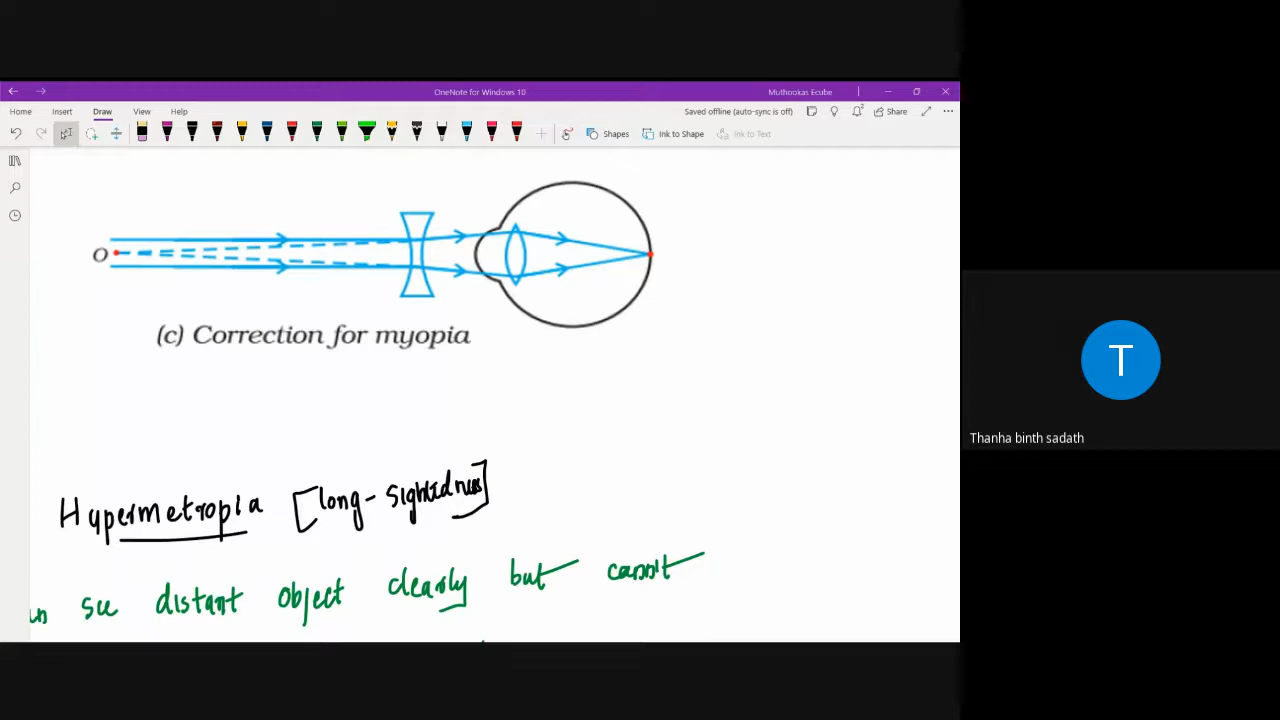 OneNote for Windows 10
Muthookas Ecube
Home Insert Draw View Help
Saved offline (auto-sync is off)
2
Share
Shapes
Ink to Shape
Ink to Text
O
(c) Correction for myopia
T
Thanha binth sadath
Hypermetropia [long-sightedness]
see distant object clearly but cannot